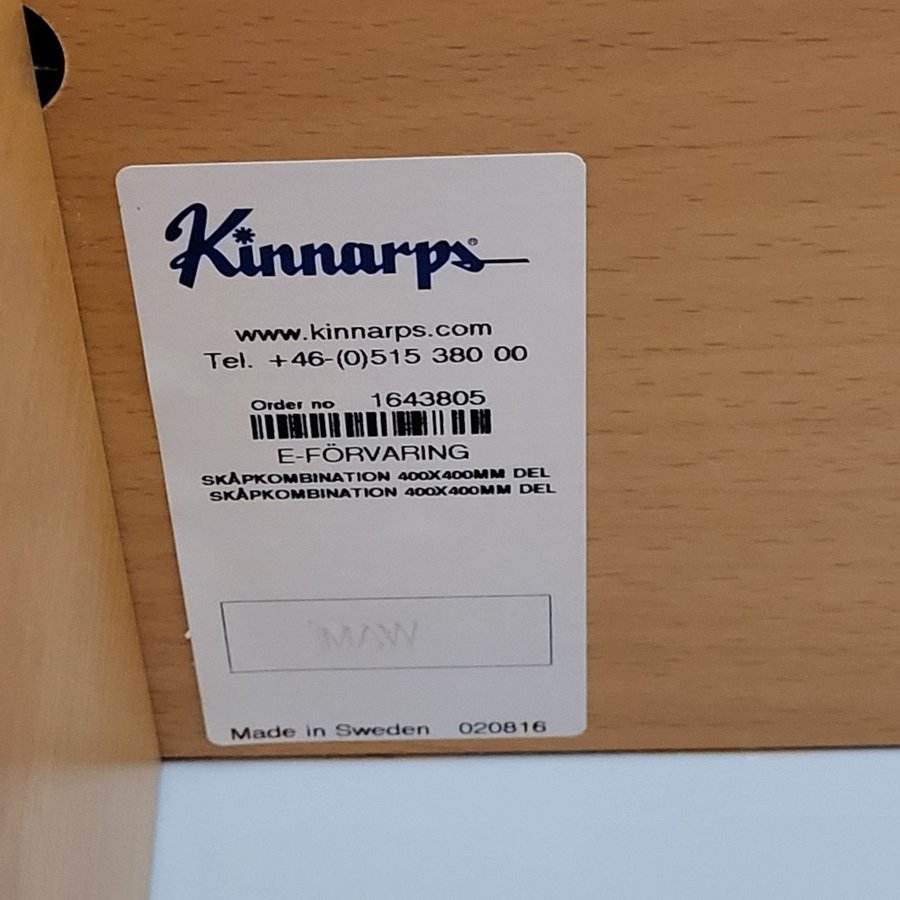 Kinnarps®
www.kinnarps.com
Tel. +46-(0)515 380 00
Order no 1643805
E-FÖRVARING
SKÅPKOMBINATION 400X400MM DEL
SKÅPKOMBINATION 400X400MM DEL
Made in Sweden 020816